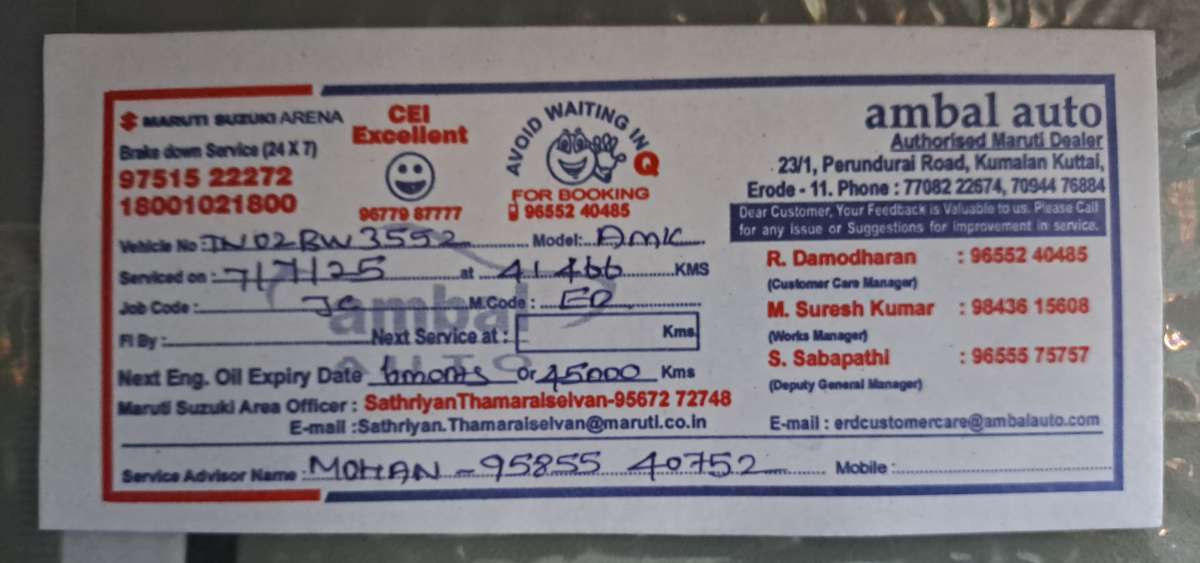 MARUTI SUZUKI ARENA
Brake down Service (24 X 7)
97515 22272
18001021800
CEI
Excellent
96779 87777
AVOID WAITING IN Q
FOR BOOKING
96552 40485
ambal auto
Authorised Maruti Dealer
23/1, Perundurai Road, Kumalan Kuttai,
Erode - 11. Phone : 77082 22674, 70944 76884
Dear Customer, Your Feedback is Valuable to us. Please Call
for any issue or Suggestions for improvement in service.
Vehicle No : TN02BW3552 Model: AMK
Serviced on : 7/7/25 at 41466 KMS
Job Code : M.Code : ER
FI By : Next Service at : Kms
Next Eng. Oil Expiry Date 6months or 45000 Kms
Maruti Suzuki Area Officer : SathriyanThamaraiselvan-95672 72748
E-mail :Sathriyan.Thamaraiselvan@maruti.co.in
ambal
AUTO
R. Damodharan : 96552 40485
(Customer Care Manager)
M. Suresh Kumar : 98436 15608
(Works Manager)
S. Sabapathi : 96555 75757
(Deputy General Manager)
E-mail : erdcustomercare@ambalauto.com
Service Advisor Name : MOHAN - 95855 40752 Mobile :